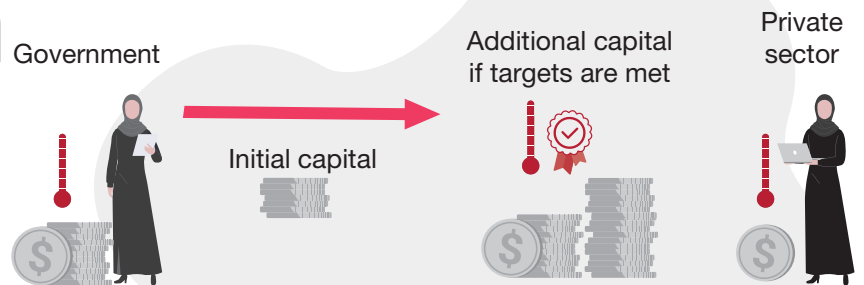 Government
Initial capital
Additional capital
if targets are met
Private
sector
$
$
$